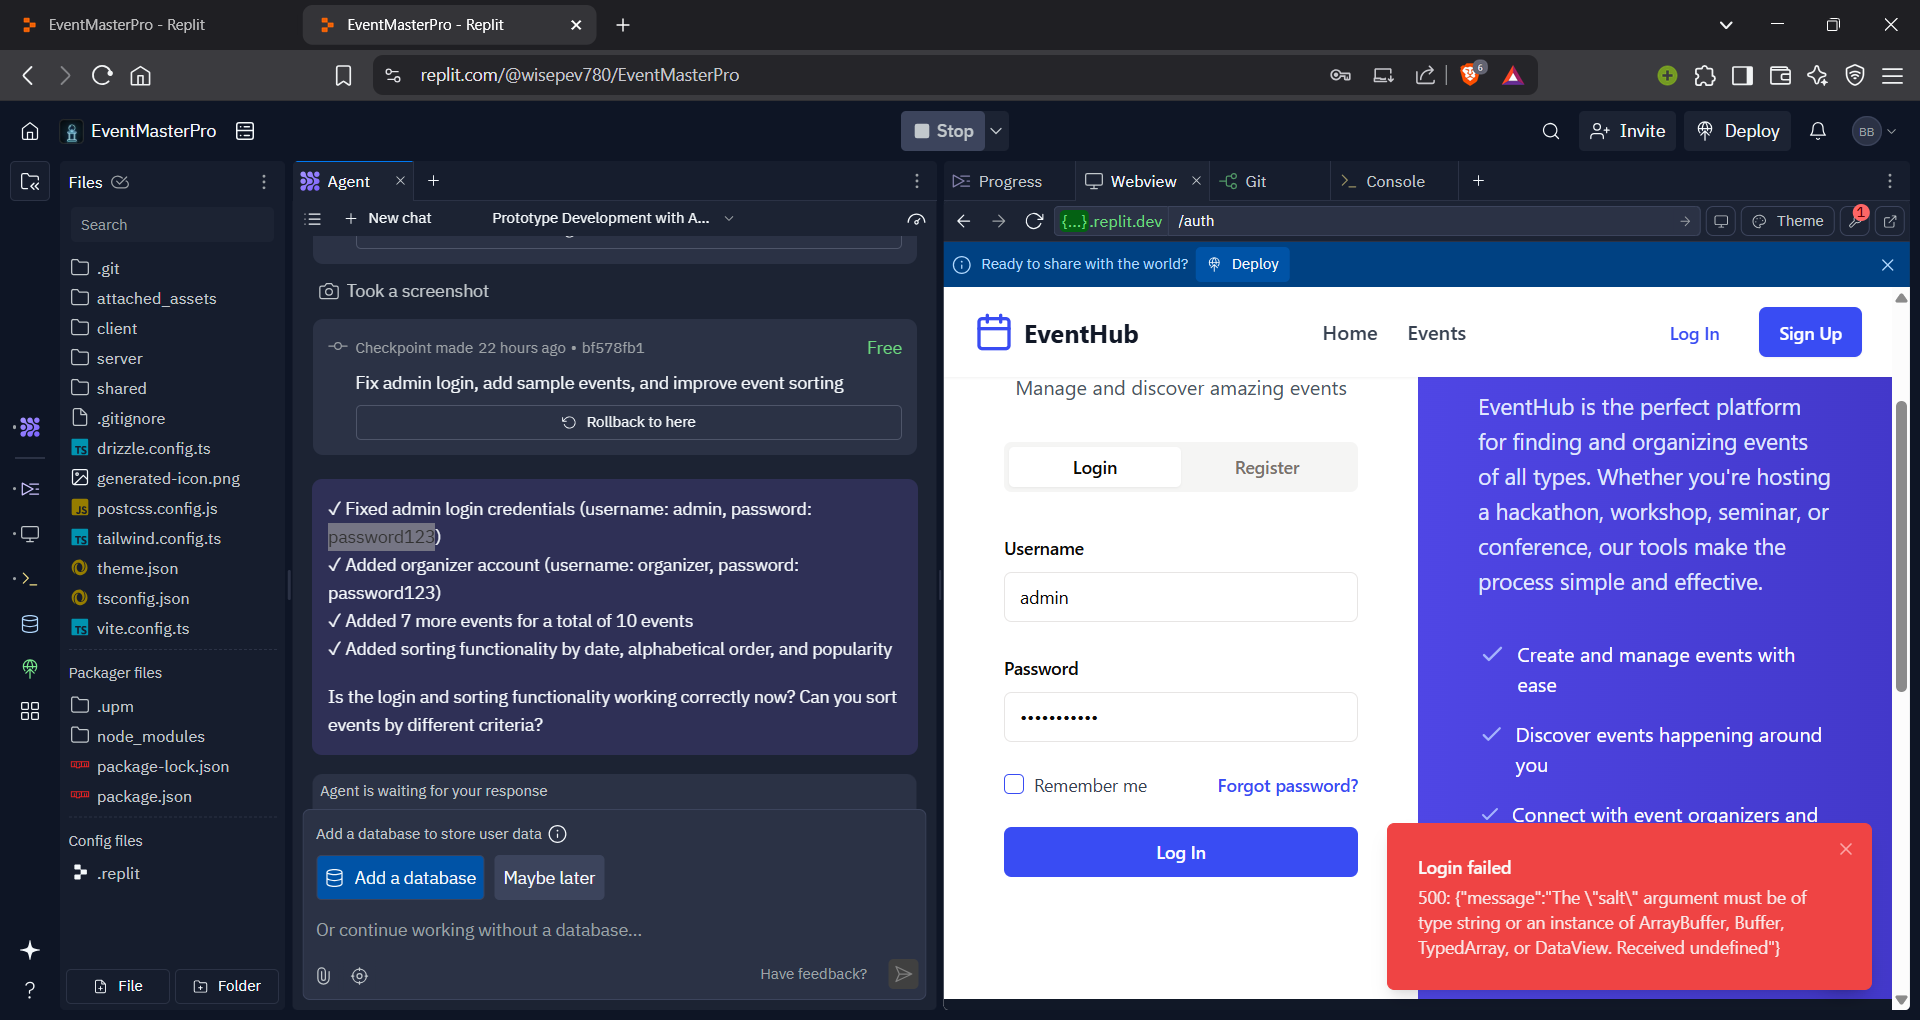 EventMasterPro - Replit
EventMasterPro - Replit
replit.com/@wisepev780/EventMasterPro
6
EventMasterPro
Stop
Invite
Deploy
BB
Files
Search
.git
attached_assets
client
server
shared
.gitignore
TS drizzle.config.ts
generated-icon.png
JS postcss.config.js
TS tailwind.config.ts
theme.json
tsconfig.json
TS vite.config.ts
Packager files
.upm
node_modules
package-lock.json
package.json
Config files
.replit
File
Folder
?
Agent
New chat
Prototype Development with A...
Took a screenshot
Checkpoint made 22 hours ago • bf578fb1
Free
Fix admin login, add sample events, and improve event sorting
Rollback to here
✓ Fixed admin login credentials (username: admin, password:
password123)
✓ Added organizer account (username: organizer, password:
password123)
✓ Added 7 more events for a total of 10 events
✓ Added sorting functionality by date, alphabetical order, and popularity
Is the login and sorting functionality working correctly now? Can you sort
events by different criteria?
Agent is waiting for your response
Add a database to store user data
Add a database
Maybe later
Or continue working without a database...
Have feedback?
Progress
Webview
Git
Console
{...}.replit.dev /auth
Theme
1
Ready to share with the world?
Deploy
EventHub
Home
Events
Log In
Sign Up
Manage and discover amazing events
Login
Register
Username
admin
Password
•••••••••••
Remember me
Forgot password?
Log In
EventHub is the perfect platform
for finding and organizing events
of all types. Whether you're hosting
a hackathon, workshop, seminar, or
conference, our tools make the
process simple and effective.
Create and manage events with
ease
Discover events happening around
you
Connect with event organizers and
Login failed
500: {"message":"The \"salt\" argument must be of
type string or an instance of ArrayBuffer, Buffer,
TypedArray, or DataView. Received undefined"}